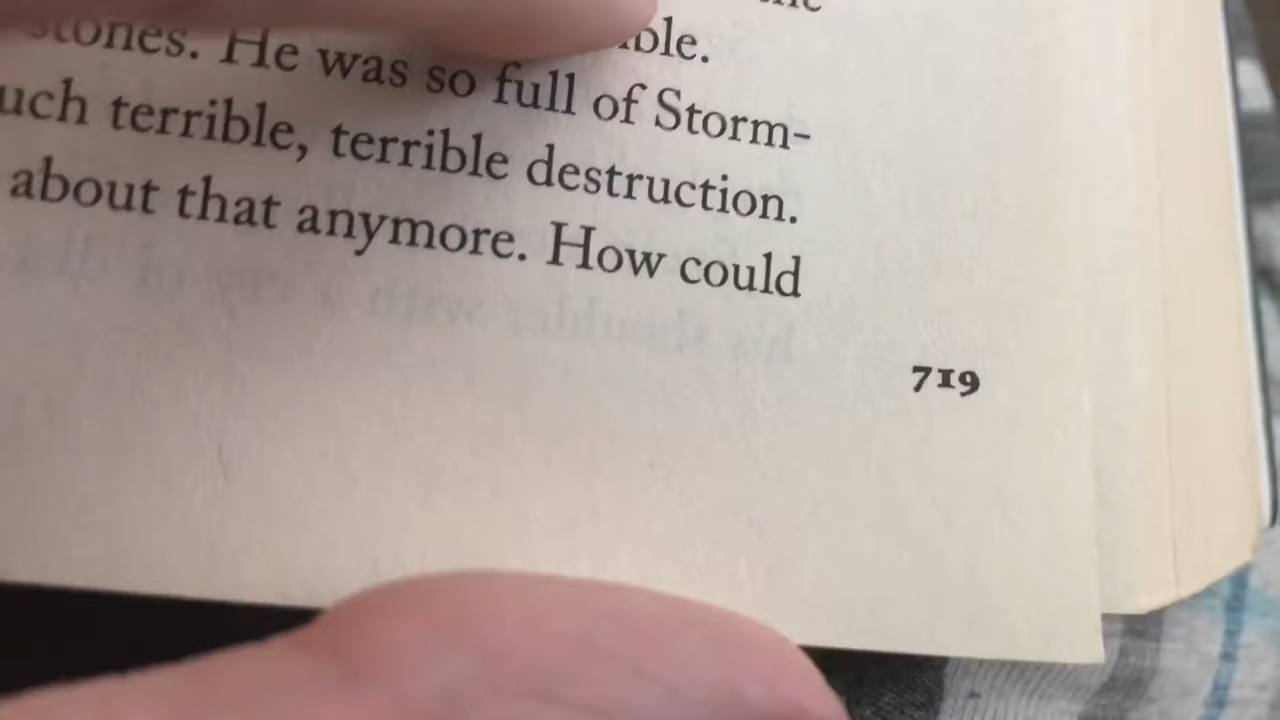 stones. He was so full of Storm-
uch terrible, terrible destruction.
about that anymore. How could
719